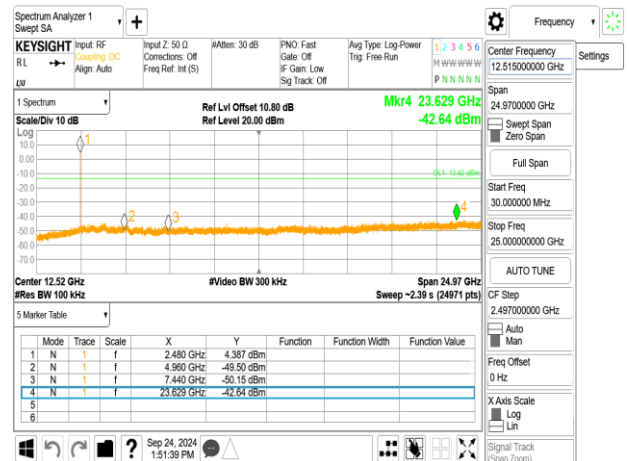 Spectrum Analyzer 1
Swept SA
Frequency
KEYSIGHT
RL
LXI
Input: RF
Coupling: DC
Align: Auto
Input Z: 50 Ω
Corrections: Off
Freq Ref: Int (S)
#Atten: 30 dB
PNO: Fast
Gate: Off
IF Gain: Low
Sig Track: Off
Avg Type: Log-Power
Trig: Free Run
1 2 3 4 5 6
M W W W W W
P N N N N N
1 Spectrum
Scale/Div 10 dB
Ref Lvl Offset 10.80 dB
Ref Level 20.00 dBm
Mkr4 23.629 GHz
-42.64 dBm
Log
10.0
0.00
-10.0
-20.0
-30.0
-40.0
-50.0
-60.0
-70.0
1
2
3
4
DL1 -13.42 dBm
Center 12.52 GHz
#Video BW 300 kHz
Span 24.97 GHz
#Res BW 100 kHz
Sweep ~2.39 s (24971 pts)
5 Marker Table
Mode Trace Scale X Y Function Function Width Function Value
1 N 1 f 2.480 GHz 4.387 dBm
2 N 1 f 4.960 GHz -49.50 dBm
3 N 1 f 7.440 GHz -50.15 dBm
4 N 1 f 23.629 GHz -42.64 dBm
5
6
Sep 24, 2024
1:51:39 PM
Center Frequency
12.515000000 GHz
Settings
Span
24.9700000 GHz
Swept Span
Zero Span
Full Span
Start Freq
30.000000 MHz
Stop Freq
25.000000000 GHz
AUTO TUNE
CF Step
2.497000000 GHz
Auto
Man
Freq Offset
0 Hz
X Axis Scale
Log
Lin
Signal Track
(Span Zoom)